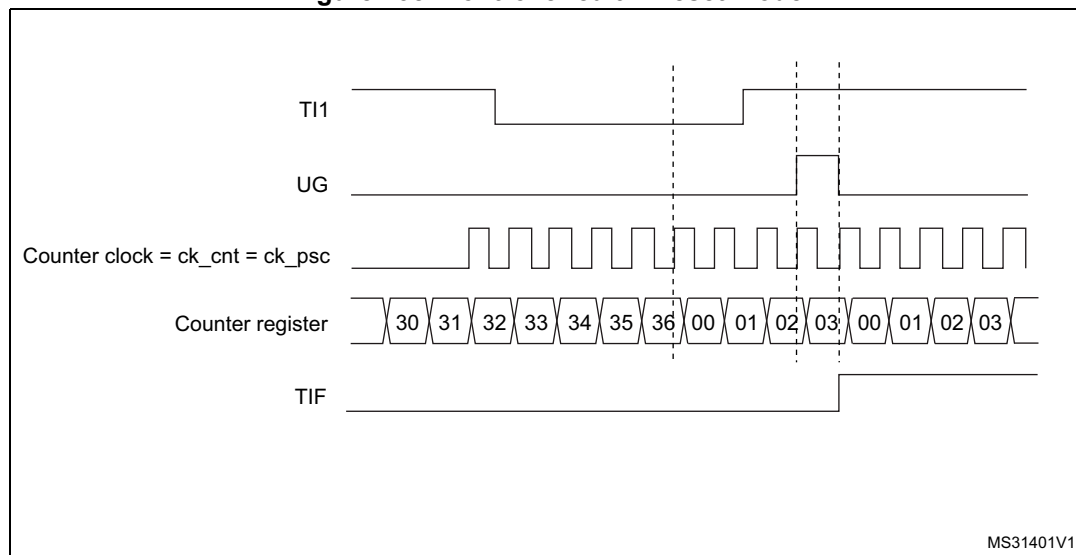 TI1
UG
Counter clock = ck_cnt = ck_psc
Counter register 30 31 32 33 34 35 36 00 01 02 03 00 01 02 03
TIF
MS31401V1